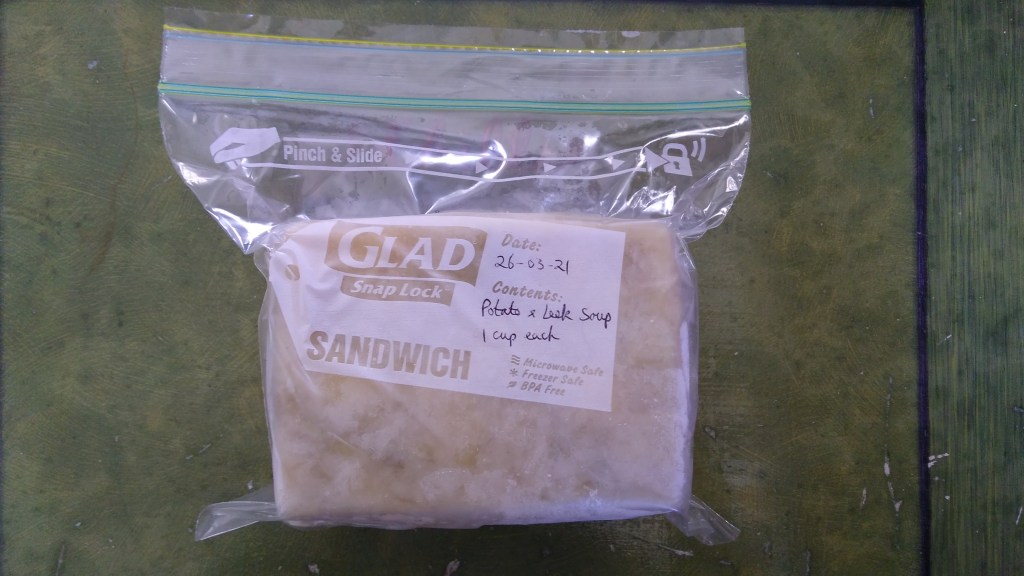 Pinch & Slide
GLAD
Snap Lock
SANDWICH
Date:
26-03-21
Contents:
Potato & Leek Soup
1 cup each
Microwave Safe
Freezer Safe
BPA Free